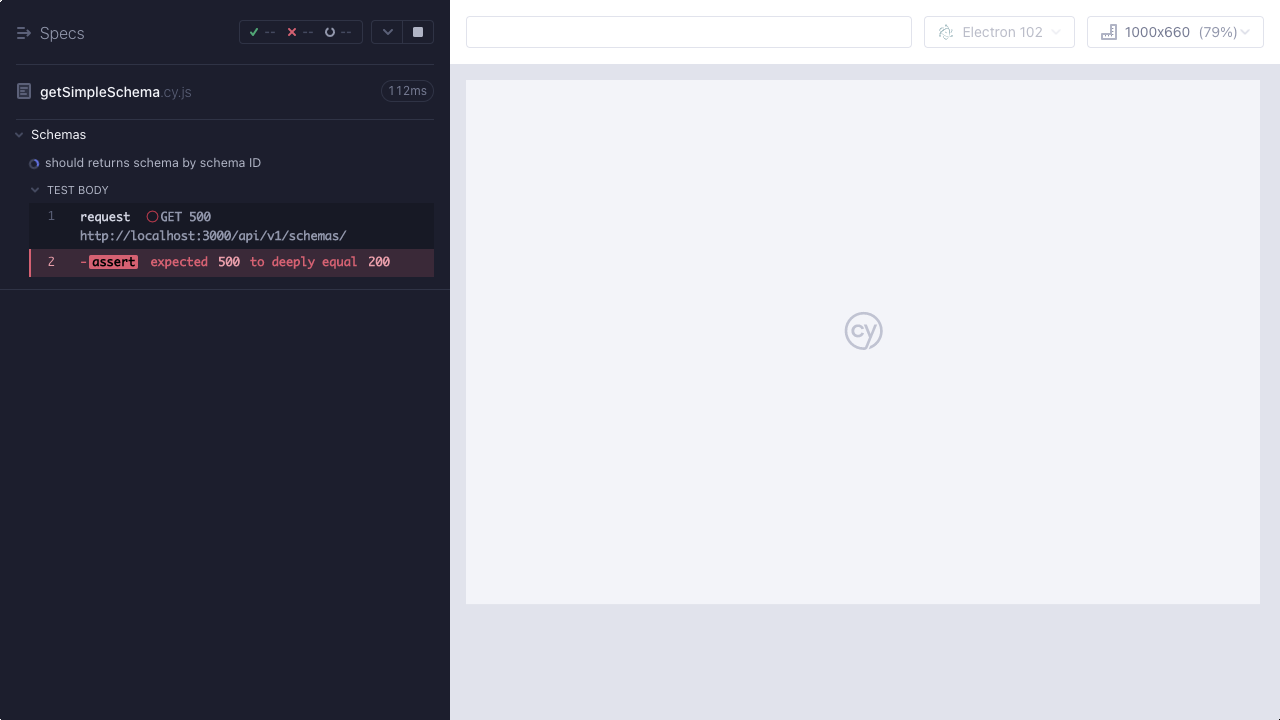 Specs
-- -- --
Electron 102
1000x660 (79%)
getSimpleSchema.cy.js
112ms
Schemas
should returns schema by schema ID
TEST BODY
1 request GET 500
http://localhost:3000/api/v1/schemas/
2 -assert expected 500 to deeply equal 200
cy